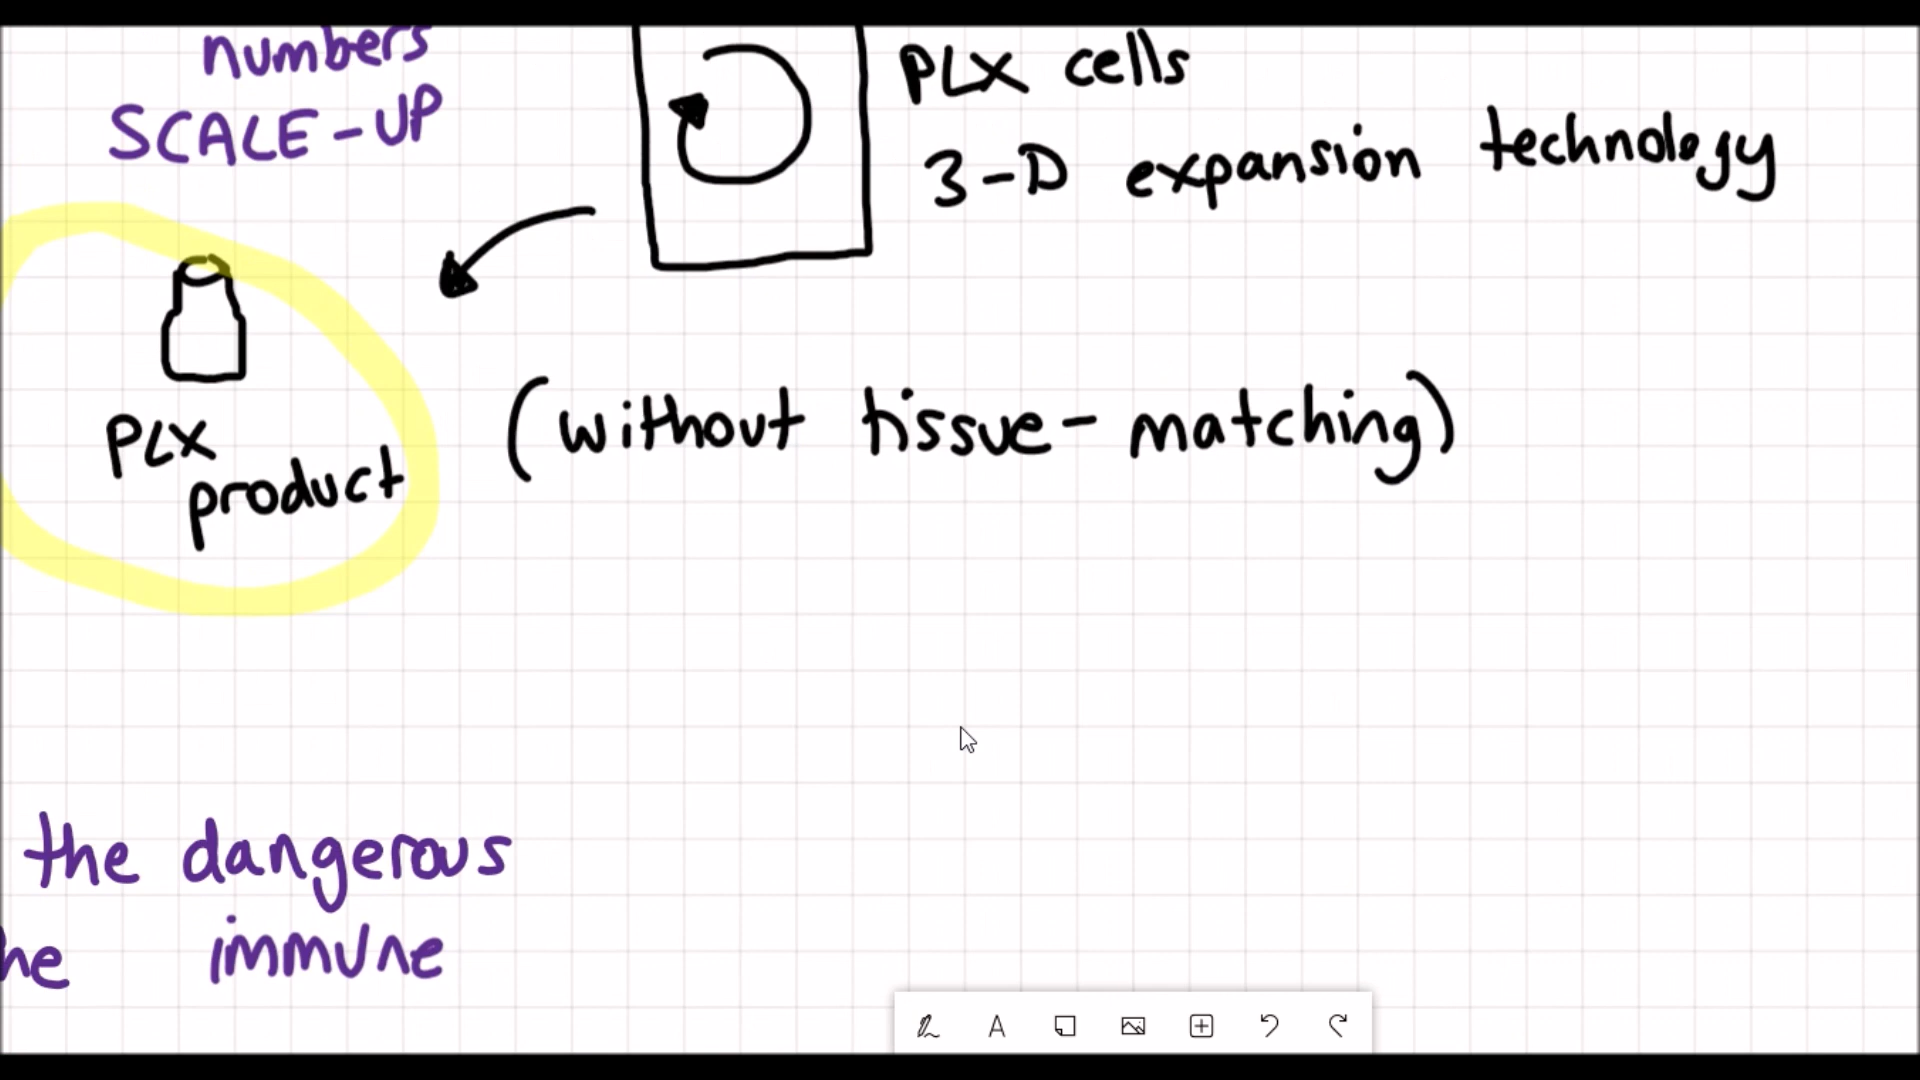 numbers
SCALE-UP
PLX cells
3-D expansion technology
PLX
product
(without tissue-matching)
the dangerous
he immune
A